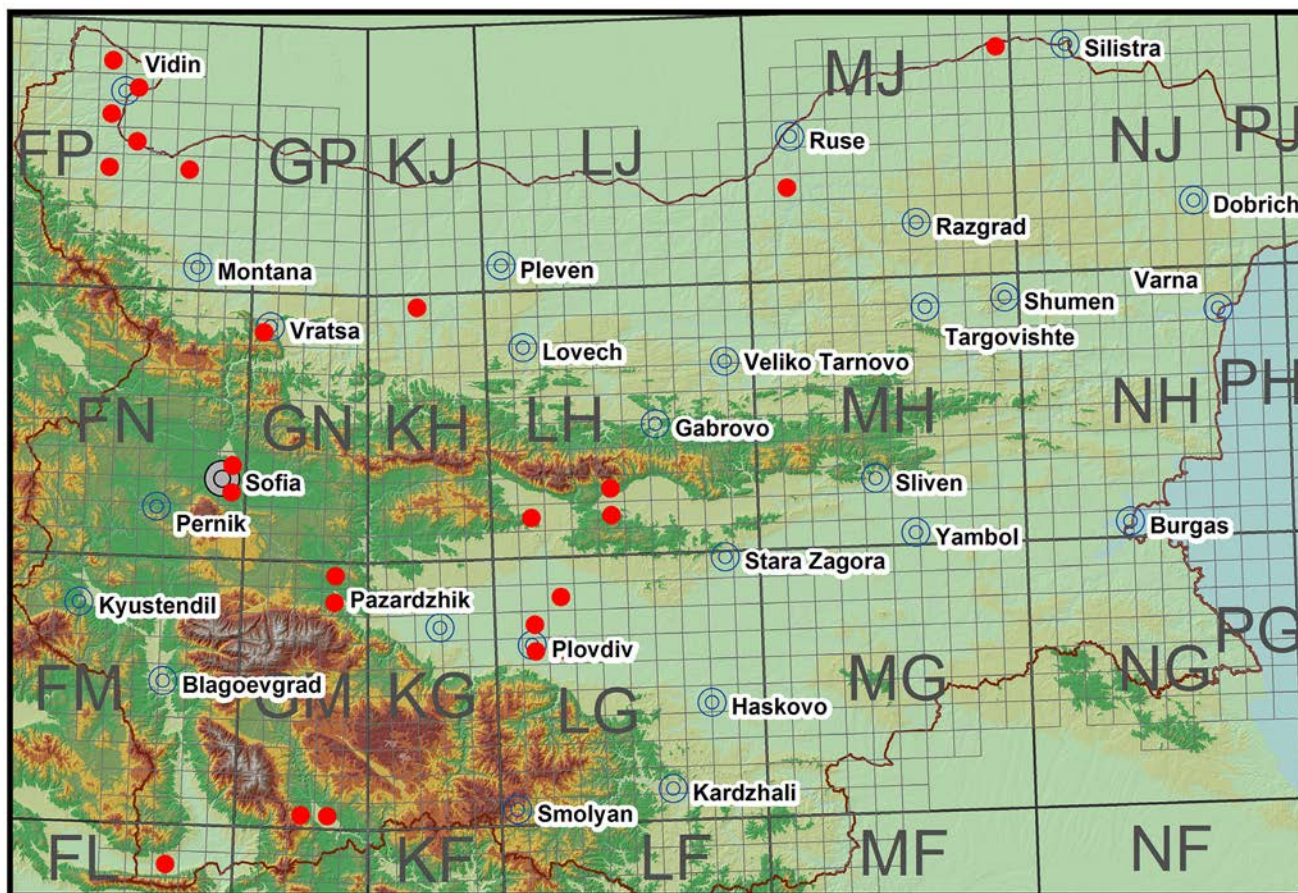 Vidin
Silistra
MJ
FP
GP
KJ
LJ
Ruse
NJ
PJ
Dobrich
Razgrad
Montana
Pleven
Varna
Shumen
Vratsa
Targovishte
Lovech
Veliko Tarnovo
PH
FN
GN
KH
LH
MH
NH
Gabrovo
Sofia
Sliven
Pernik
Burgas
Yambol
Stara Zagora
Kyustendil
Pazardzhik
Plovdiv
PG
FM
Blagoevgrad
GM
KG
LG
MG
NG
Haskovo
Kardzhali
Smolyan
FL
KF
LF
MF
NF